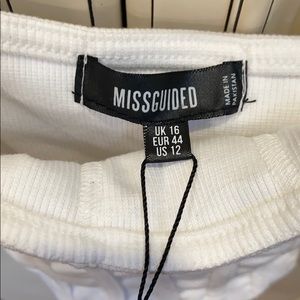 MISSGUIDED
MADE IN
PAKISTAN
UK 16
EUR 44
US 12